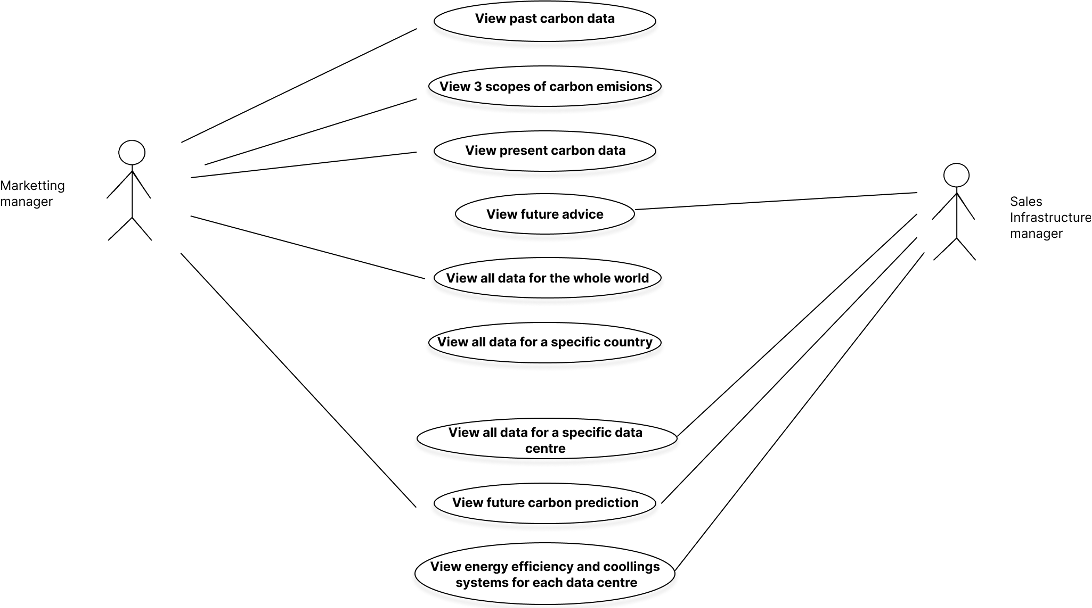 View past carbon data
View 3 scopes of carbon emisions
View present carbon data
Marketting
manager
View future advice
Sales
Infrastructure
manager
View all data for the whole world
View all data for a specific country
View all data for a specific data
centre
View future carbon prediction
View energy efficiency and coollings
systems for each data centre